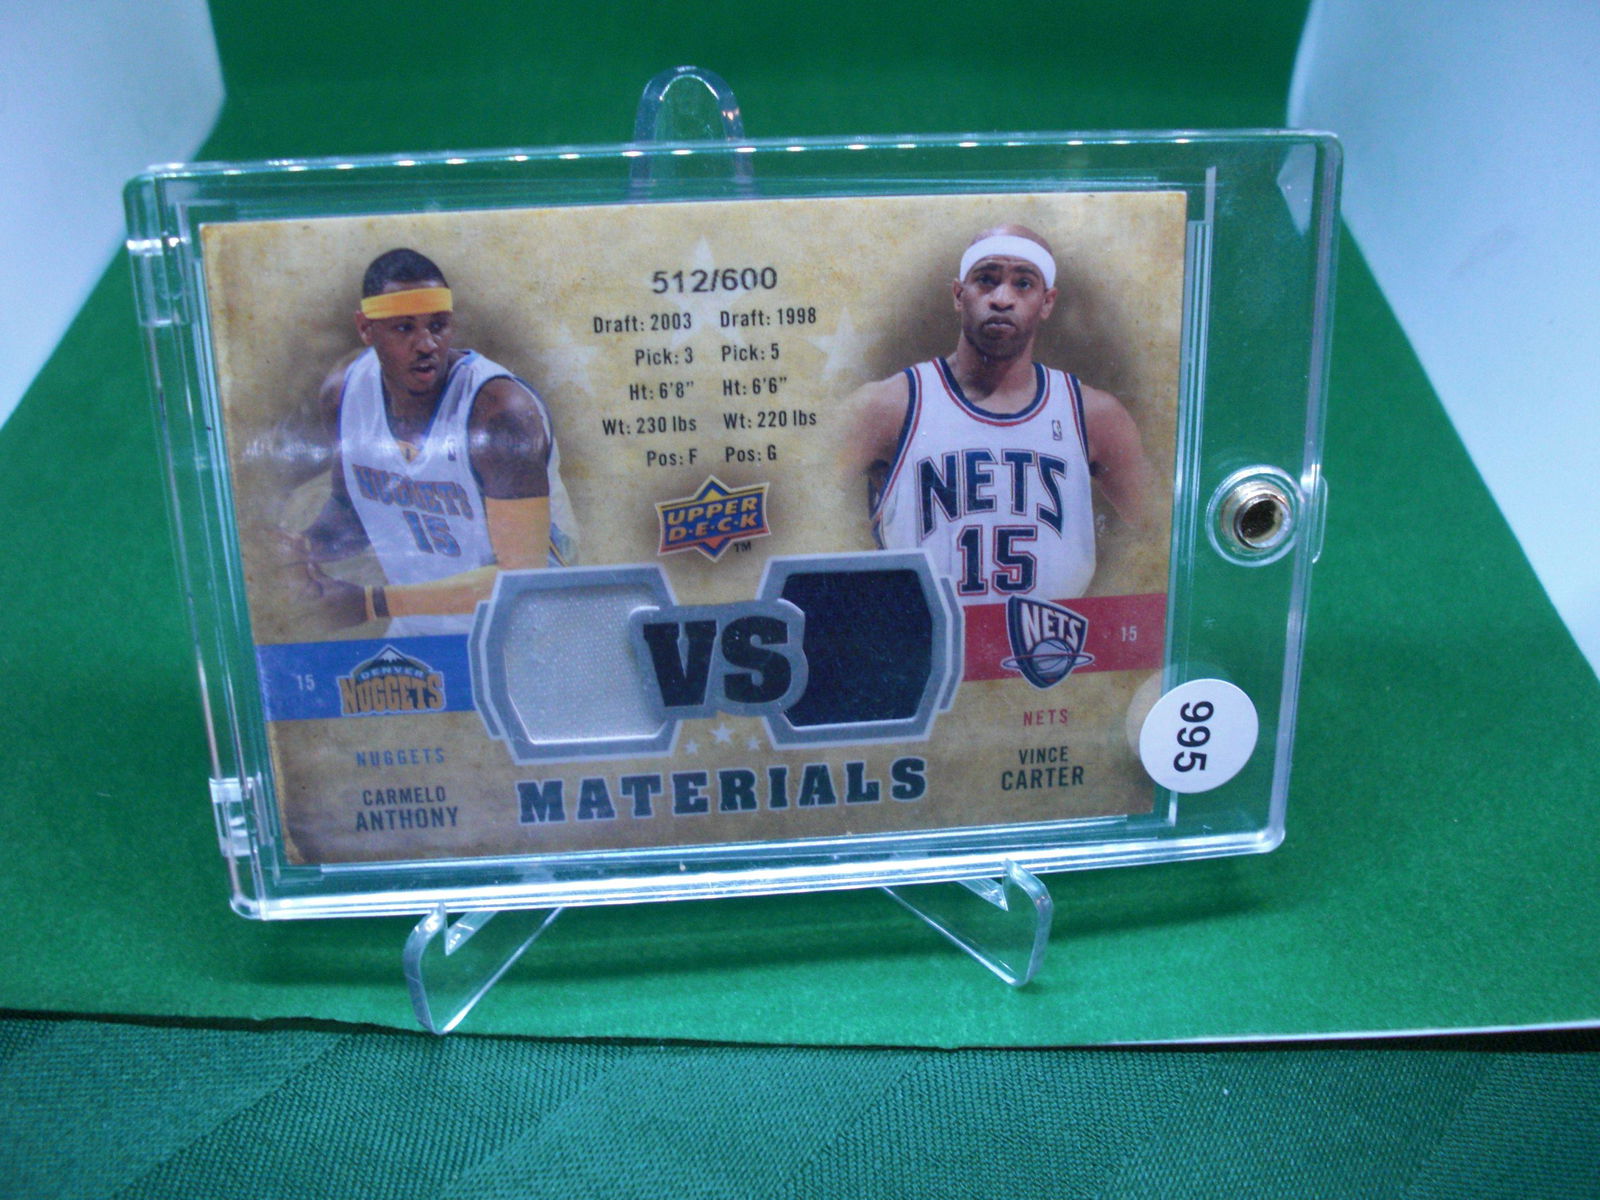 512/600
Draft: 2003 Draft: 1998
Pick: 3 Pick: 5
Ht: 6'8" Ht: 6'6"
Wt: 230 lbs Wt: 220 lbs
Pos: F Pos: G
UPPER
D·E·C·K
TM
NUGGETS
15
NETS
15
15
DENVER
NUGGETS
VS
NETS
15
NUGGETS
CARMELO
ANTHONY
MATERIALS
NETS
VINCE
CARTER
995